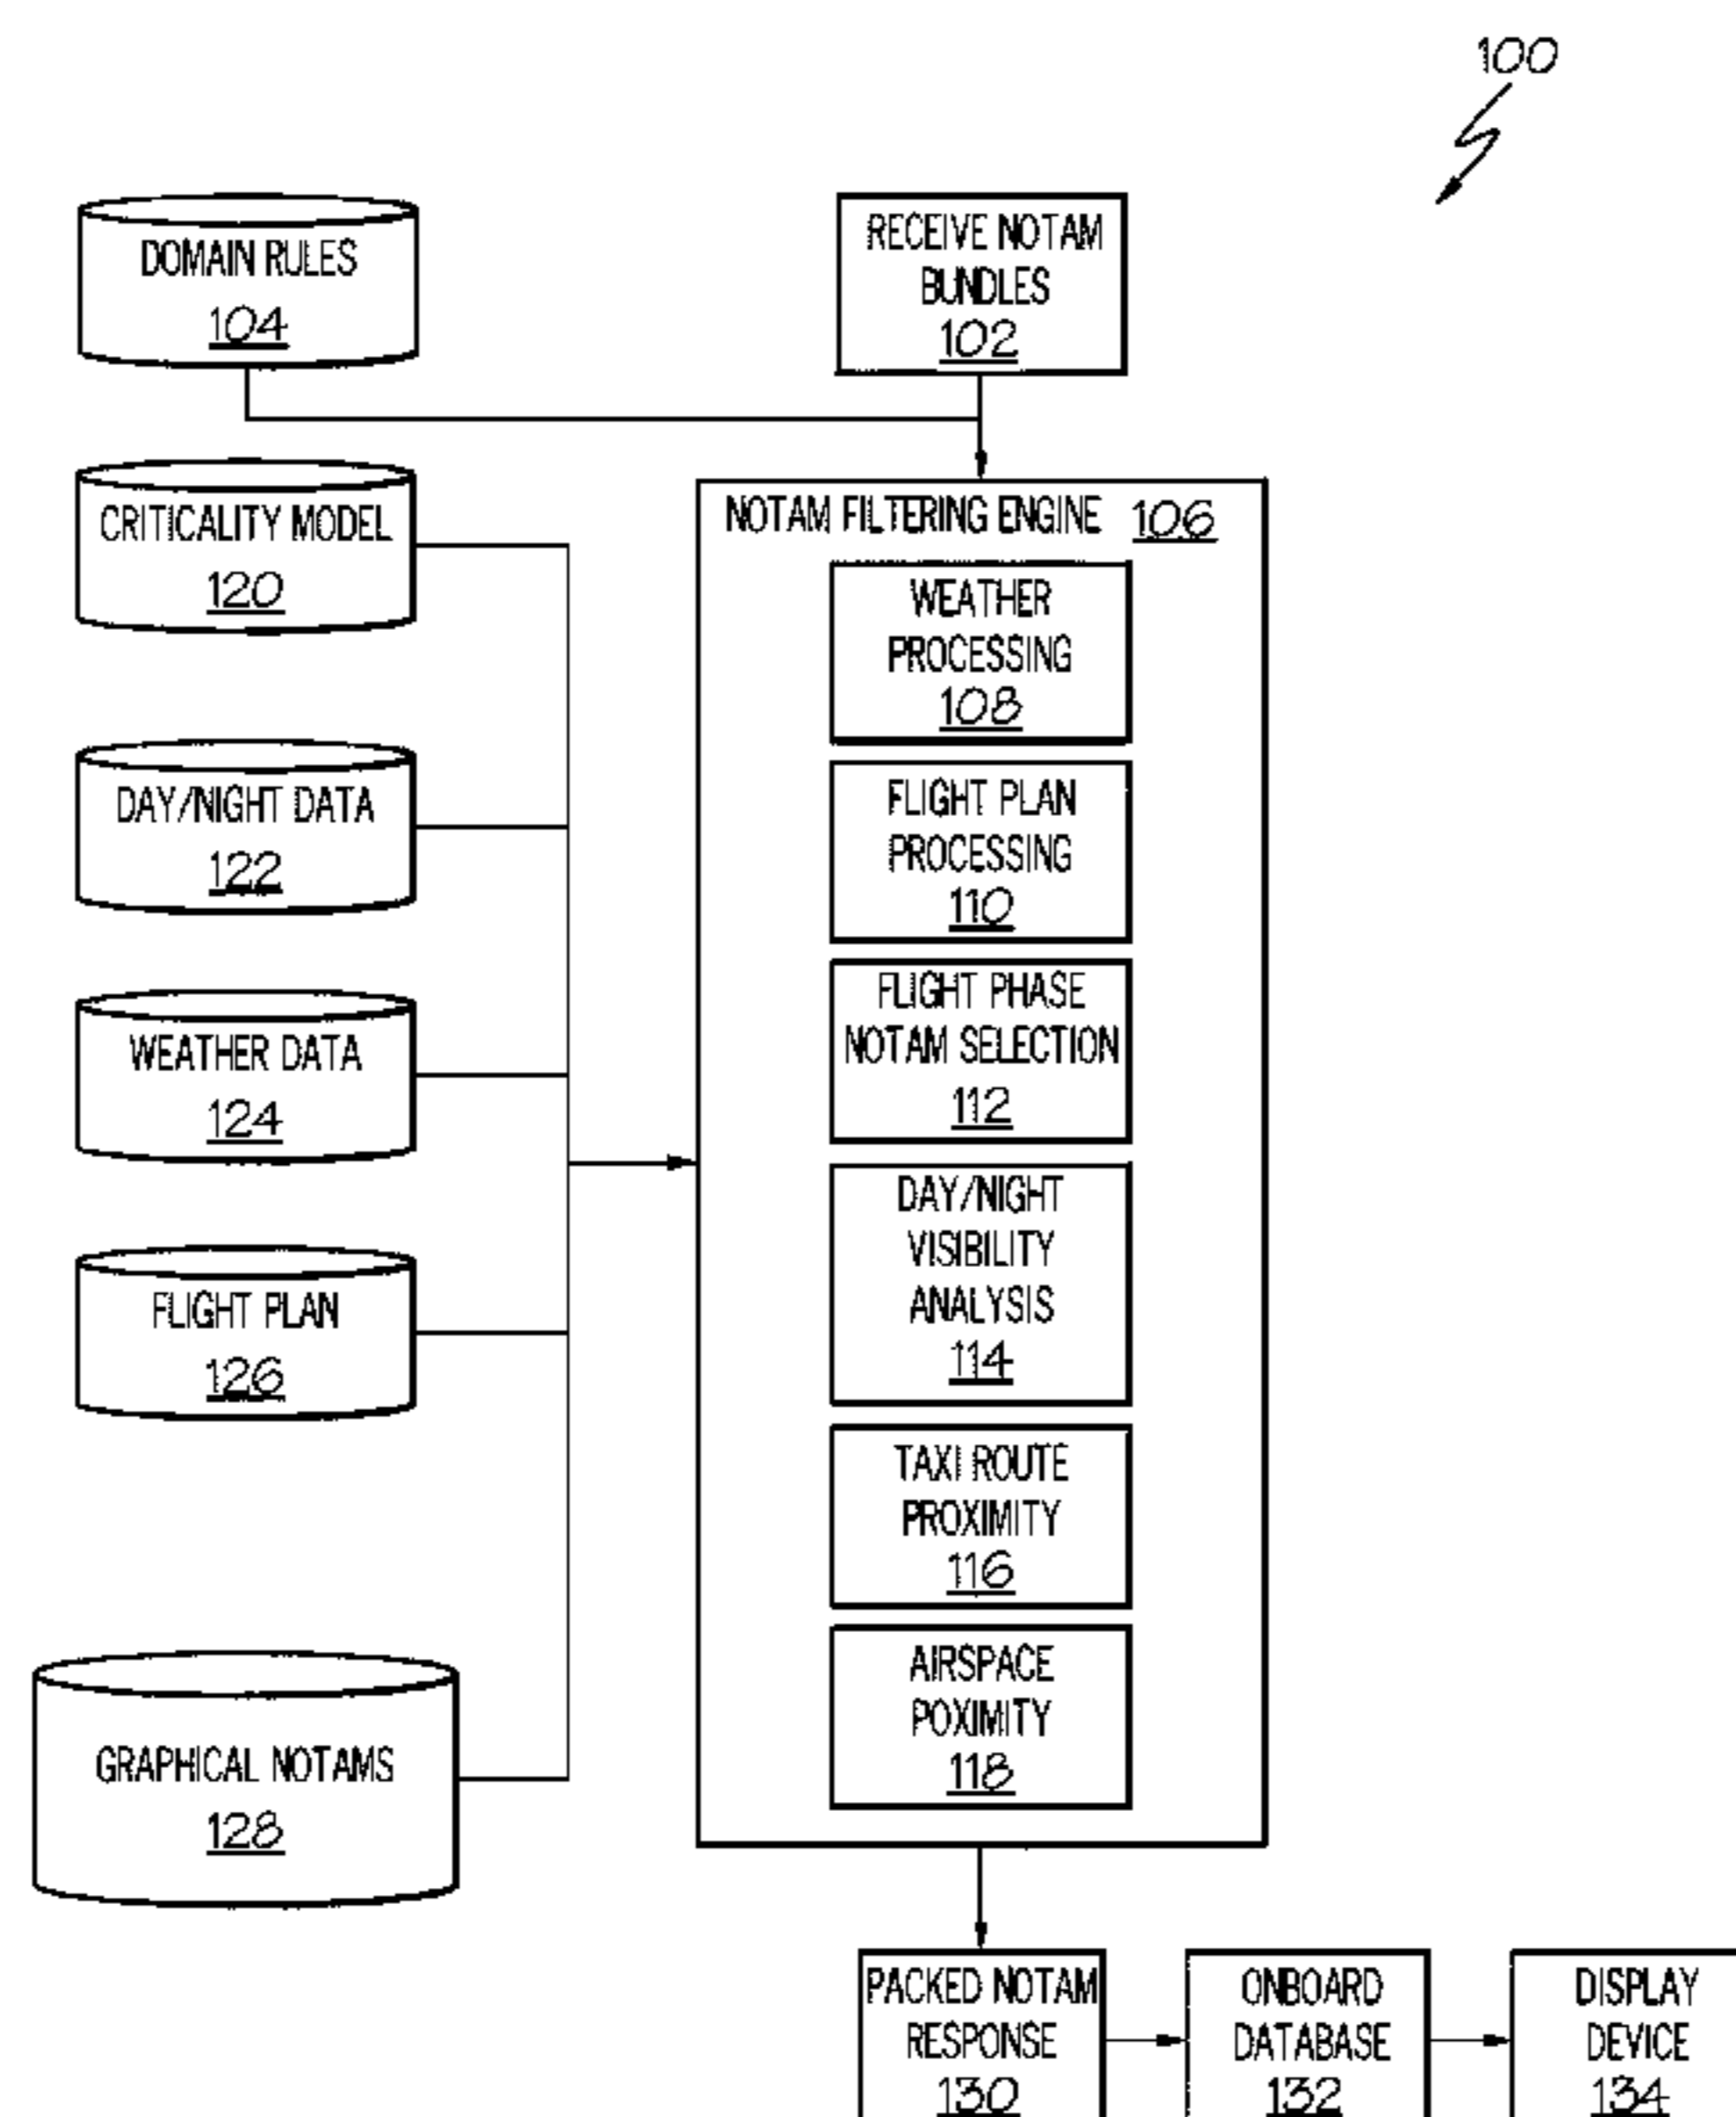 100
DOMAIN RULES
104
RECEIVE NOTAM
BUNDLES
102
CRITICALITY MODEL
120
DAY/NIGHT DATA
122
WEATHER DATA
124
FLIGHT PLAN
126
GRAPHICAL NOTAMS
128
NOTAM FILTERING ENGINE 106
WEATHER
PROCESSING
108
FLIGHT PLAN
PROCESSING
110
FLIGHT PHASE
NOTAM SELECTION
112
DAY/NIGHT
VISIBILITY
ANALYSIS
114
TAXI ROUTE
PROXIMITY
116
AIRSPACE
POXIMITY
118
PACKED NOTAM
RESPONSE
130
ONBOARD
DATABASE
132
DISPLAY
DEVICE
134